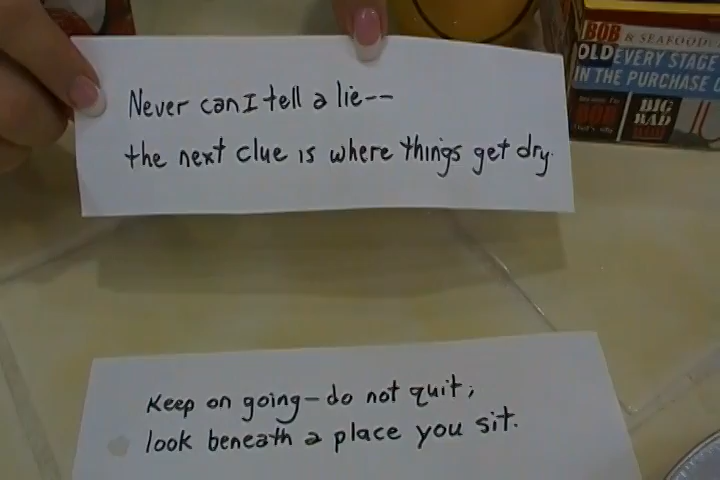 Never can I tell a lie--
the next clue is where things get dry.
Keep on going- do not quit;
look beneath a place you sit.
BOB & SEAFOOD
OLD EVERY STAGE
IN THE PURCHASE
BIG
BAD